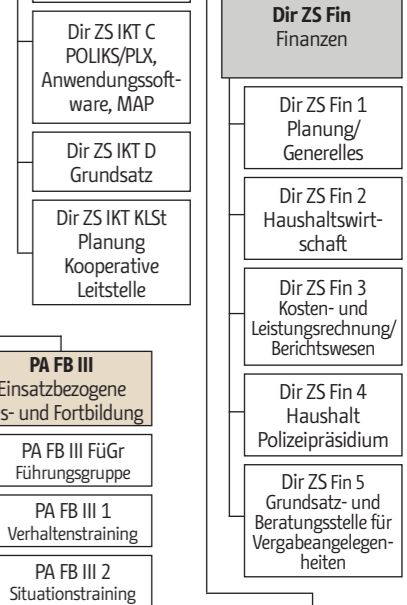 Dir ZS IKT C
POLIKS/PLX,
Anwendungssoft-
ware, MAP
Dir ZS IKT D
Grundsatz
Dir ZS IKT KLSt
Planung
Kooperative
Leitstelle
PA FB III
Einsatzbezogene
s- und Fortbildung
PA FB III FüGr
Führungsgruppe
PA FB III 1
Verhaltenstraining
PA FB III 2
Situationstraining
Dir ZS Fin
Finanzen
Dir ZS Fin 1
Planung/
Generelles
Dir ZS Fin 2
Haushaltswirt-
schaft
Dir ZS Fin 3
Kosten- und
Leistungsrechnung/
Berichtswesen
Dir ZS Fin 4
Haushalt
Polizeipräsidium
Dir ZS Fin 5
Grundsatz- und
Beratungsstelle für
Vergabeangelegen-
heiten